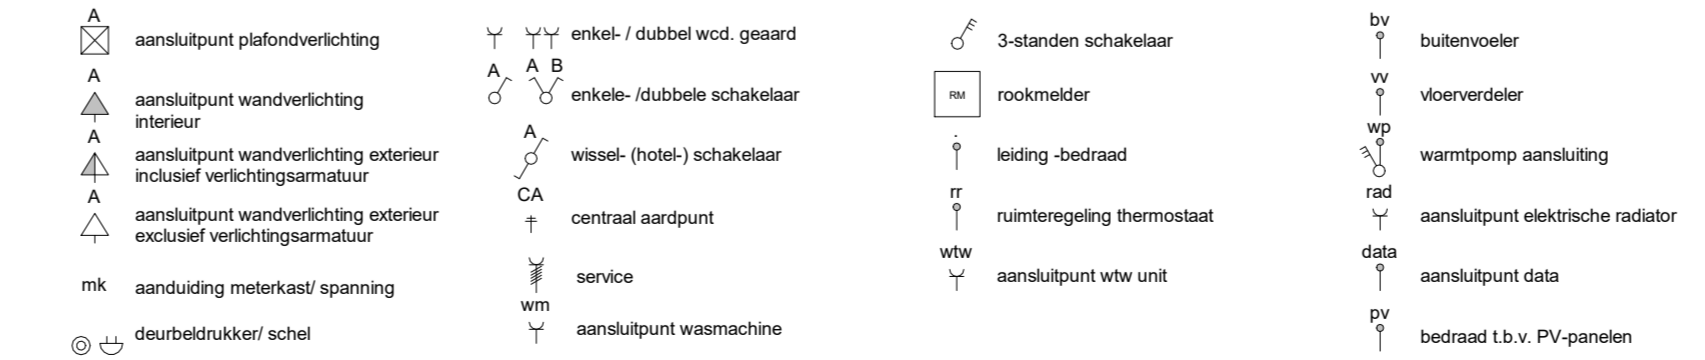 A
aansluitpunt plafondverlichting
A
aansluitpunt wandverlichting
interieur
A
aansluitpunt wandverlichting exterieur
inclusief verlichtingsarmatuur
A
aansluitpunt wandverlichting exterieur
exclusief verlichtingsarmatuur
mk aanduiding meterkast/ spanning
deurbeldrukker/ schel
enkel- / dubbel wcd. geaard
A A B
enkele- /dubbele schakelaar
A
wissel- (hotel-) schakelaar
CA
centraal aardpunt
service
wm
aansluitpunt wasmachine
3-standen schakelaar
RM rookmelder
leiding -bedraad
rr
ruimteregeling thermostaat
wtw
aansluitpunt wtw unit
bv
buitenvoeler
vv
vloerverdeler
wp
warmtpomp aansluiting
rad
aansluitpunt elektrische radiator
data
aansluitpunt data
pv
bedraad t.b.v. PV-panelen